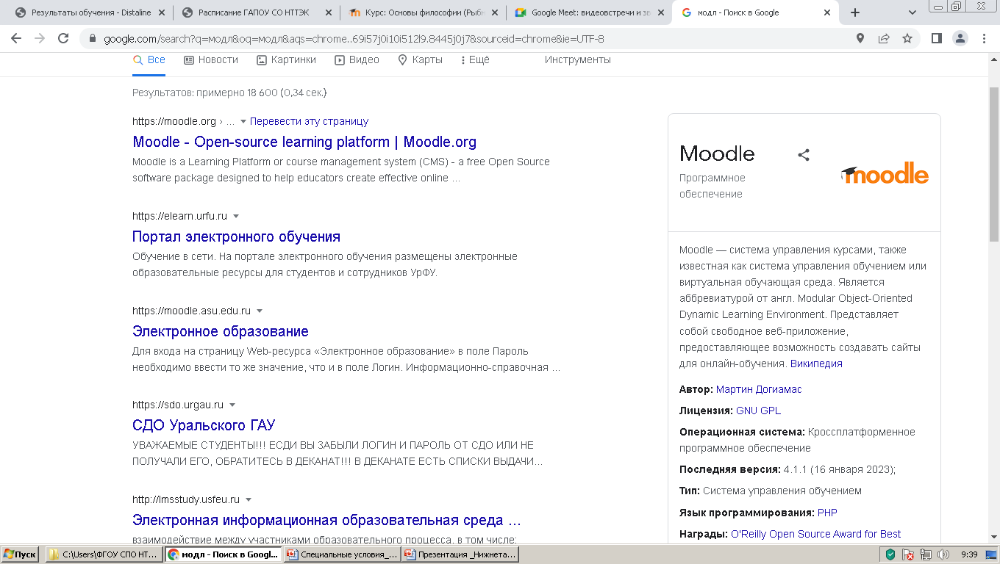 Результаты обучения - Distaline
Расписание ГАПОУ СО НТТЭК
Курс: Основы философии (Рыбн
Google Meet: видеовстречи и зв
модл - Поиск в Google
google.com/search?q=модл&oq=модл&aqs=chrome..69i57j0i10i512l9.8445j0j7&sourceid=chrome&ie=UTF-8
Все Новости Картинки Видео Карты Ещё Инструменты
Результатов: примерно 18 600 (0,34 сек.)
https://moodle.org › ... Перевести эту страницу
Moodle - Open-source learning platform | Moodle.org
Moodle is a Learning Platform or course management system (CMS) - a free Open Source
software package designed to help educators create effective online ...
https://elearn.urfu.ru
Портал электронного обучения
Обучение в сети. На портале электронного обучения размещены электронные
образовательные ресурсы для студентов и сотрудников УрФУ.
https://moodle.asu.edu.ru
Электронное образование
Для входа на страницу Web-ресурса «Электронное образование» в поле Пароль
необходимо ввести то же значение, что и в поле Логин. Информационно-справочная ...
https://sdo.urgau.ru
СДО Уральского ГАУ
УВАЖАЕМЫЕ СТУДЕНТЫ!!! ЕСДИ ВЫ ЗАБЫЛИ ЛОГИН И ПАРОЛЬ ОТ СДО ИЛИ НЕ
ПОЛУЧАЛИ ЕГО, ОБРАТИТЕСЬ В ДЕКАНАТ!!! В ДЕКАНАТЕ ЕСТЬ СПИСКИ ВЫДАЧИ...
http://lmsstudy.usfeu.ru
Электронная информационная образовательная среда ...
взаимодействие между участниками образовательного процесса, в том числе:
Moodle
Программное
обеспечение
moodle
Moodle — система управления курсами, также
известная как система управления обучением или
виртуальная обучающая среда. Является
аббревиатурой от англ. Modular Object-Oriented
Dynamic Learning Environment. Представляет
собой свободное веб-приложение,
предоставляющее возможность создавать сайты
для онлайн-обучения. Википедия
Автор: Мартин Догиамас
Лицензия: GNU GPL
Операционная система: Кроссплатформенное
программное обеспечение
Последняя версия: 4.1.1 (16 января 2023);
Тип: Система управления обучением
Язык программирования: PHP
Награды: O'Reilly Open Source Award for Best
Пуск
C:\Users\ФГОУ СПО НТ...
модл - Поиск в Googl...
Специальные условия_...
Презентация _Нижнета...
9:39